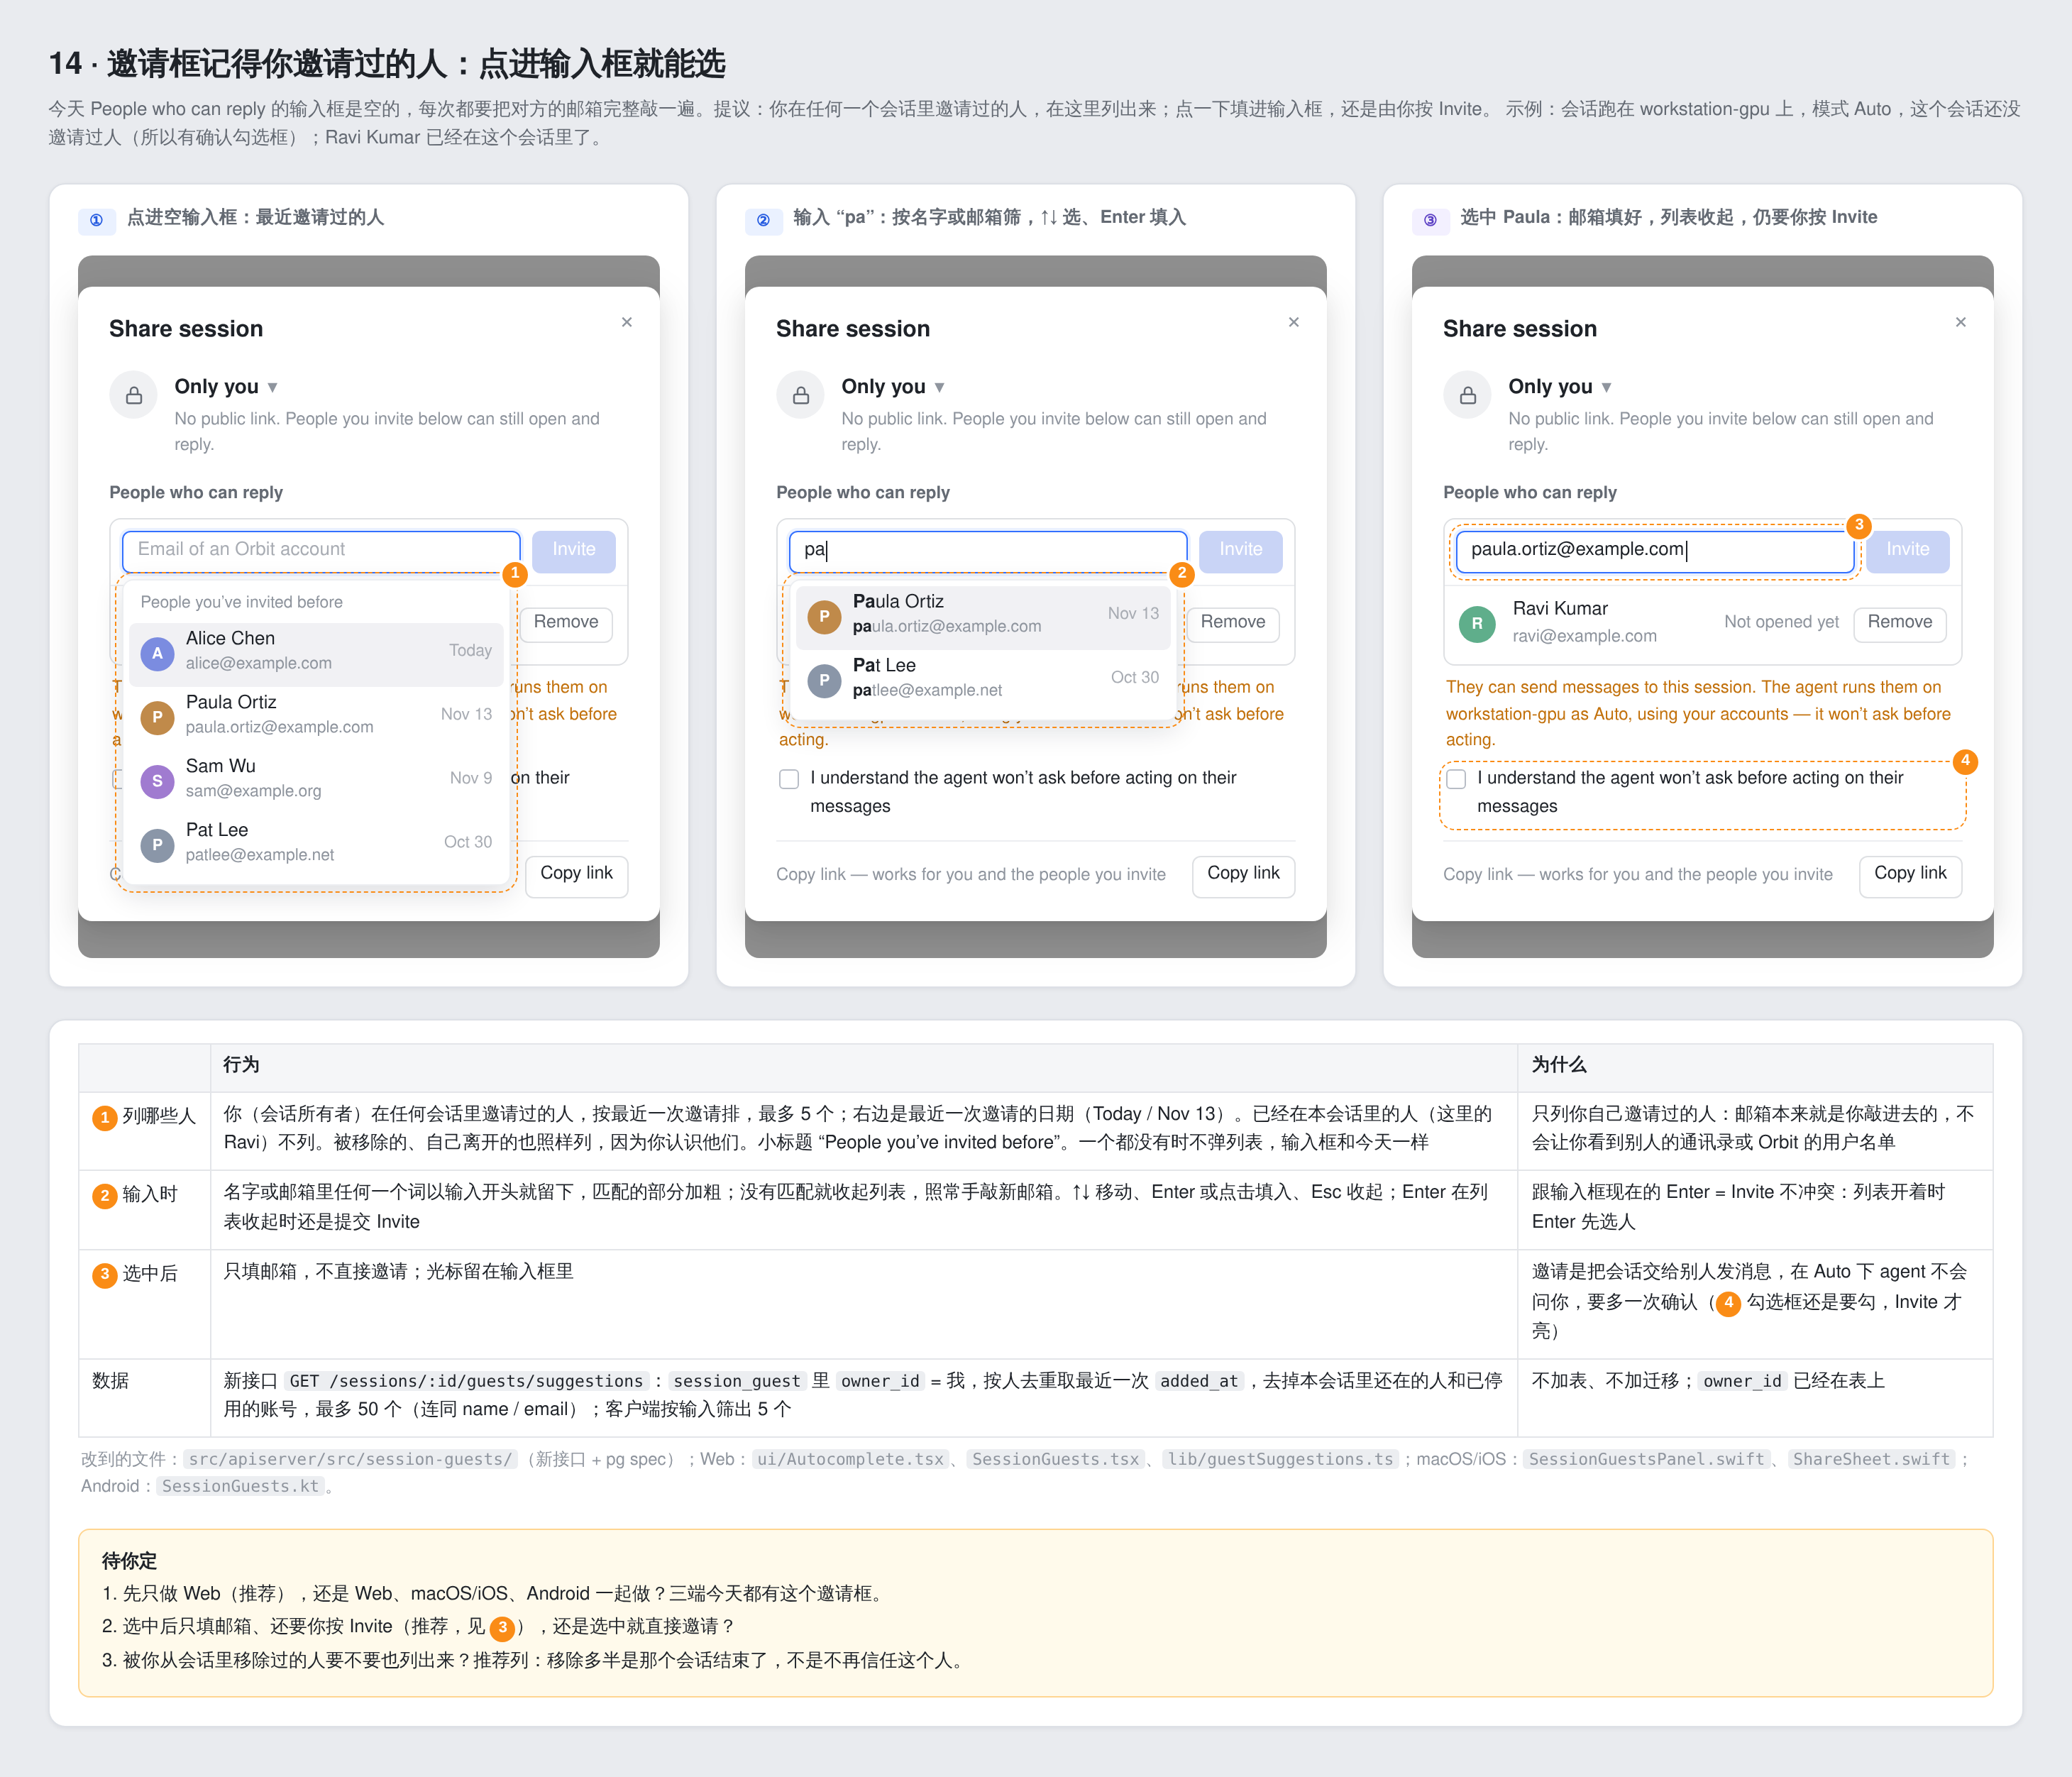 14 · 邀请框记得你邀请过的人：点进输入框就能选
今天 People who can reply 的输入框是空的，每次都要把对方的邮箱完整敲一遍。提议：你在任何一个会话里邀请过的人，在这里列出来；点一下填进输入框，还是由你按 Invite。 示例：会话跑在 workstation-gpu 上，模式 Auto，这个会话还没
邀请过人（所以有确认勾选框）；Ravi Kumar 已经在这个会话里了。
① 点进空输入框：最近邀请过的人
Share session ×
Only you ▼
No public link. People you invite below can still open and
reply.
People who can reply
Email of an Orbit account Invite
1
People you’ve invited before
Remove
A Alice Chen
alice@example.com Today
runs them on
P Paula Ortiz
paula.ortiz@example.com Nov 13
on’t ask before
S Sam Wu
sam@example.org Nov 9
on their
P Pat Lee
patlee@example.net Oct 30
Copy link
② 输入 “pa”：按名字或邮箱筛，↑↓ 选、Enter 填入
Share session ×
Only you ▼
No public link. People you invite below can still open and
reply.
People who can reply
pa Invite
2
P Paula Ortiz
paula.ortiz@example.com Nov 13
Remove
P Pat Lee
patlee@example.net Oct 30
runs them on
on’t ask before
acting.
I understand the agent won’t ask before acting on their
messages
Copy link — works for you and the people you invite Copy link
③ 选中 Paula：邮箱填好，列表收起，仍要你按 Invite
Share session ×
Only you ▼
No public link. People you invite below can still open and
reply.
People who can reply
3
paula.ortiz@example.com Invite
R Ravi Kumar
ravi@example.com Not opened yet Remove
They can send messages to this session. The agent runs them on
workstation-gpu as Auto, using your accounts — it won’t ask before
acting.
4
I understand the agent won’t ask before acting on their
messages
Copy link — works for you and the people you invite Copy link
行为 为什么
1 列哪些人
你（会话所有者）在任何会话里邀请过的人，按最近一次邀请排，最多 5 个；右边是最近一次邀请的日期（Today / Nov 13）。已经在本会话里的人（这里的
Ravi）不列。被移除的、自己离开的也照样列，因为你认识他们。小标题 “People you’ve invited before”。一个都没有时不弹列表，输入框和今天一样
只列你自己邀请过的人：邮箱本来就是你敲进去的，不
会让你看到别人的通讯录或 Orbit 的用户名单
2 输入时
名字或邮箱里任何一个词以输入开头就留下，匹配的部分加粗；没有匹配就收起列表，照常手敲新邮箱。↑↓ 移动、Enter 或点击填入、Esc 收起；Enter 在列
表收起时还是提交 Invite
跟输入框现在的 Enter = Invite 不冲突：列表开着时
Enter 先选人
3 选中后
只填邮箱，不直接邀请；光标留在输入框里
邀请是把会话交给别人发消息，在 Auto 下 agent 不会
问你，要多一次确认（4 勾选框还是要勾，Invite 才
亮）
数据
新接口 GET /sessions/:id/guests/suggestions：session_guest 里 owner_id = 我，按人去重取最近一次 added_at，去掉本会话里还在的人和已停
用的账号，最多 50 个（连同 name / email）；客户端按输入筛出 5 个
不加表、不加迁移；owner_id 已经在表上
改到的文件：src/apiserver/src/session-guests/（新接口 + pg spec）；Web：ui/Autocomplete.tsx、SessionGuests.tsx、lib/guestSuggestions.ts；macOS/iOS：SessionGuestsPanel.swift、ShareSheet.swift；
Android：SessionGuests.kt。
待你定
1. 先只做 Web（推荐），还是 Web、macOS/iOS、Android 一起做？三端今天都有这个邀请框。
2. 选中后只填邮箱、还要你按 Invite（推荐，见 3），还是选中就直接邀请？
3. 被你从会话里移除过的人要不要也列出来？推荐列：移除多半是那个会话结束了，不是不再信任这个人。